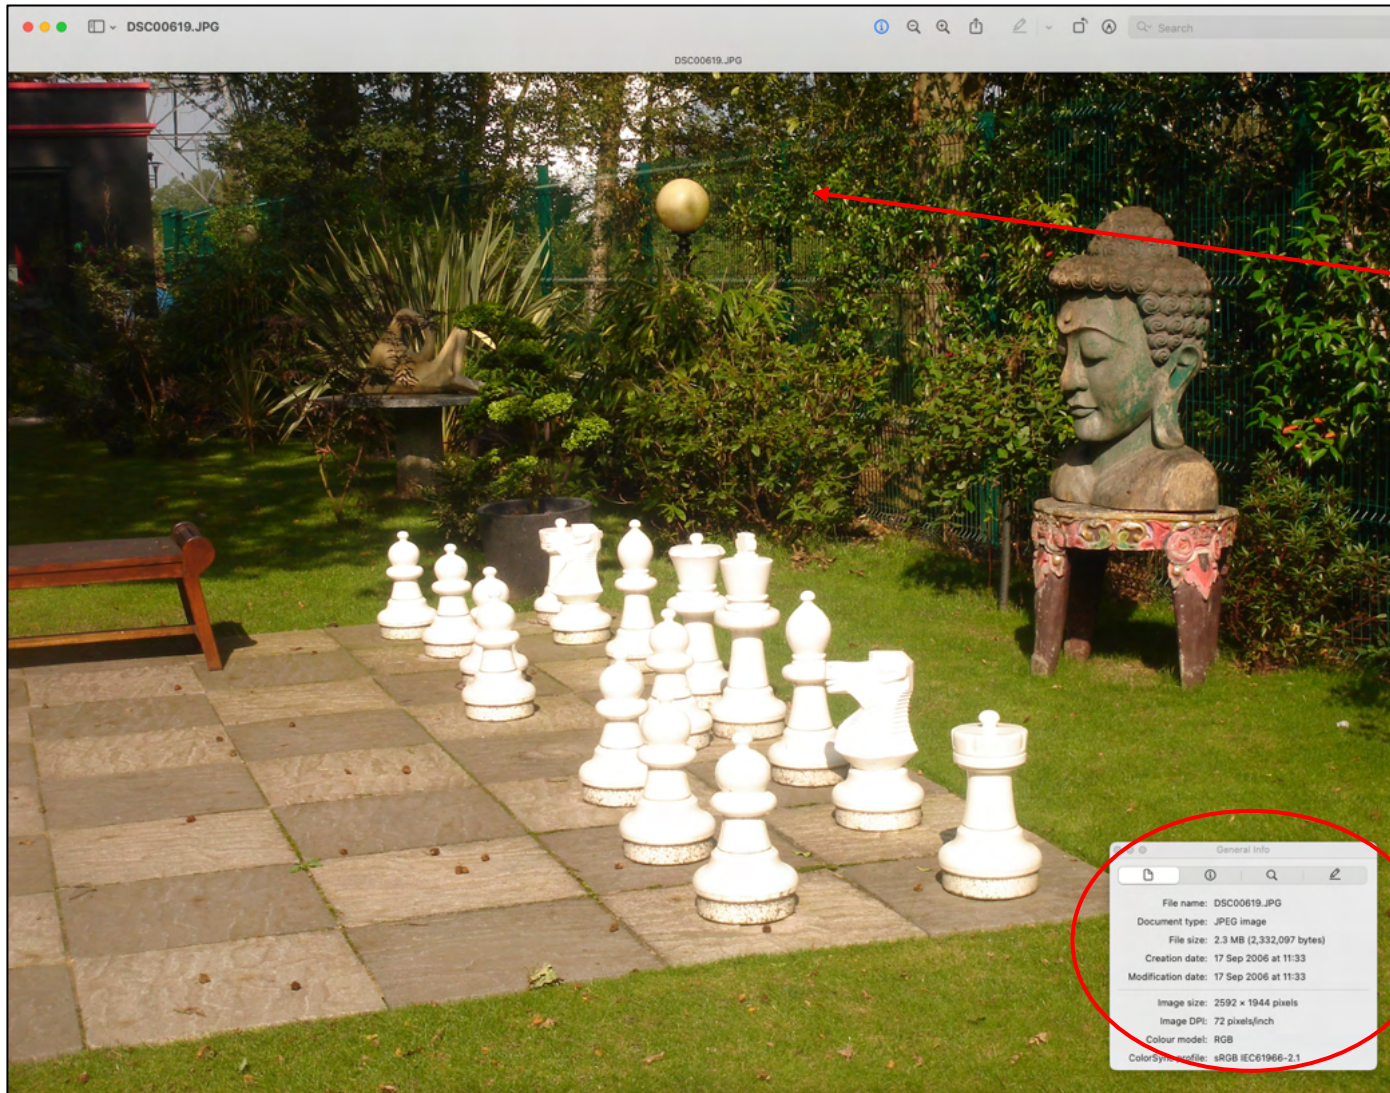 DSC00619.JPG
Search
DSC00619.JPG
General Info
File name: DSC00619.JPG
Document type: JPEG image
File size: 2.3 MB (2,332,097 bytes)
Creation date: 17 Sep 2006 at 11:33
Modification date: 17 Sep 2006 at 11:33
Image size: 2592 × 1944 pixels
Image DPI: 72 pixels/inch
Colour model: RGB
ColorSync profile: sRGB IEC61966-2.1